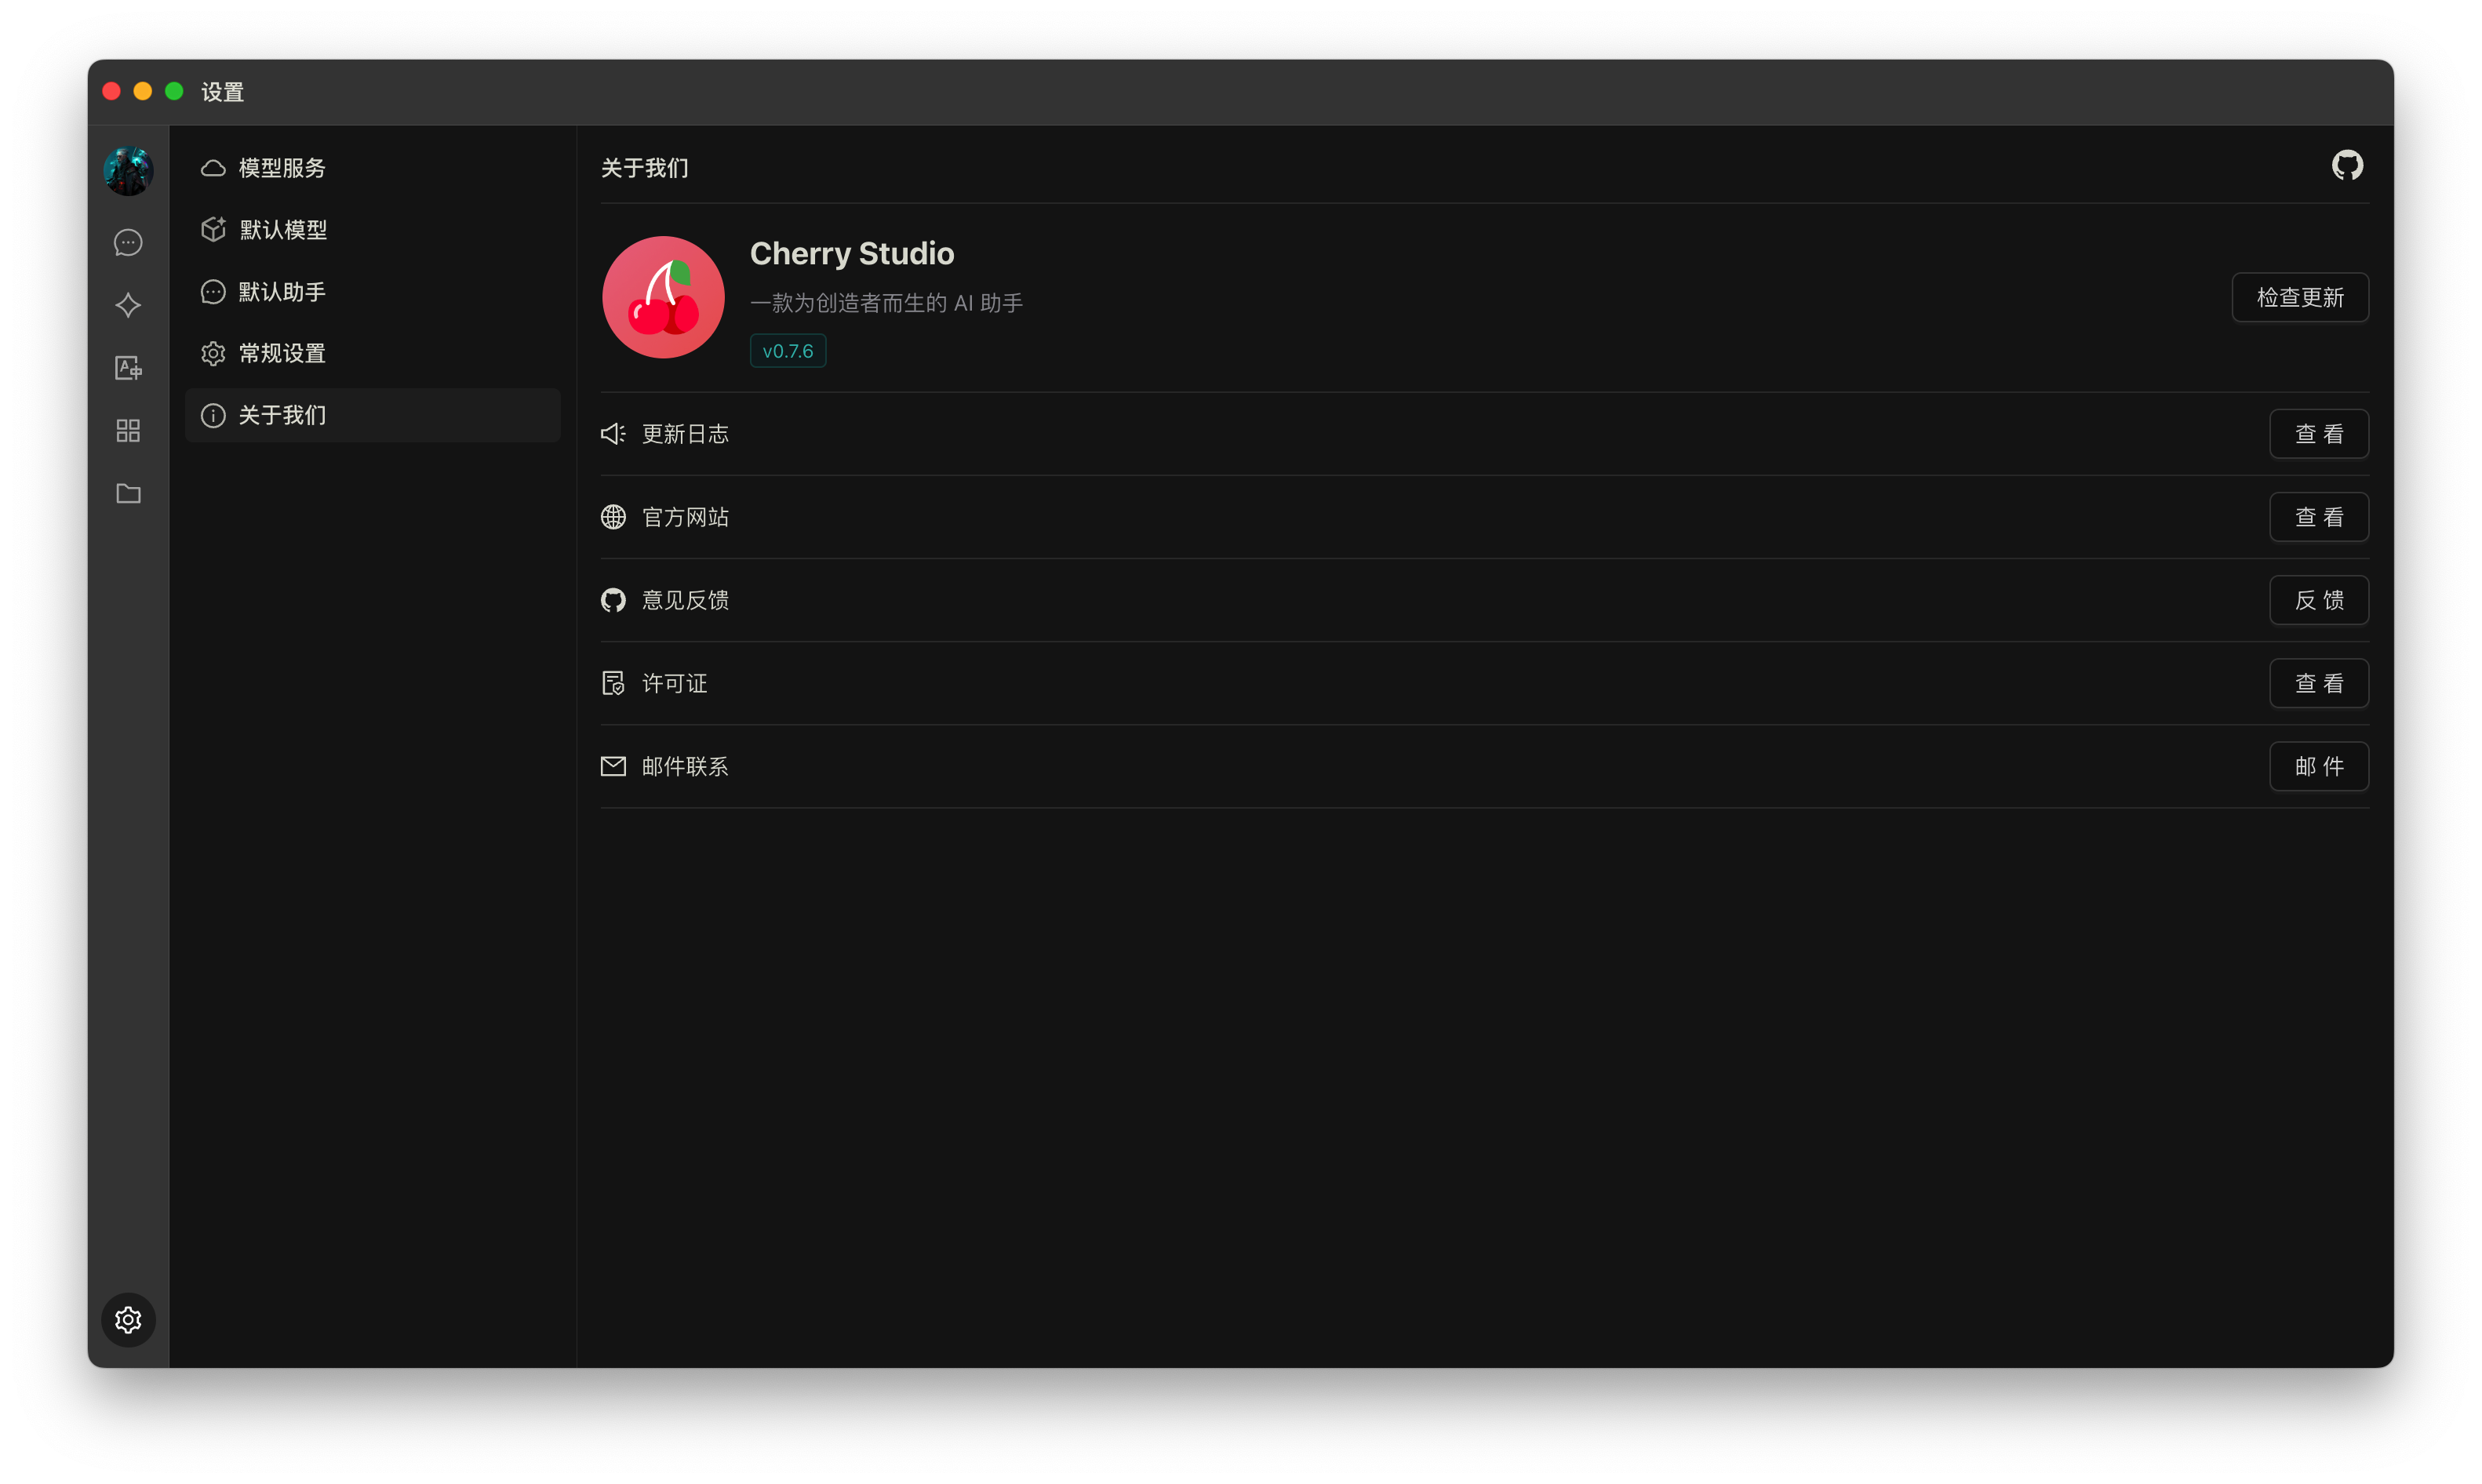 设置
模型服务
默认模型
默认助手
常规设置
关于我们
关于我们
Cherry Studio
一款为创造者而生的 AI 助手
v0.7.6
检查更新
更新日志
查 看
官方网站
查 看
意见反馈
反 馈
许可证
查 看
邮件联系
邮 件